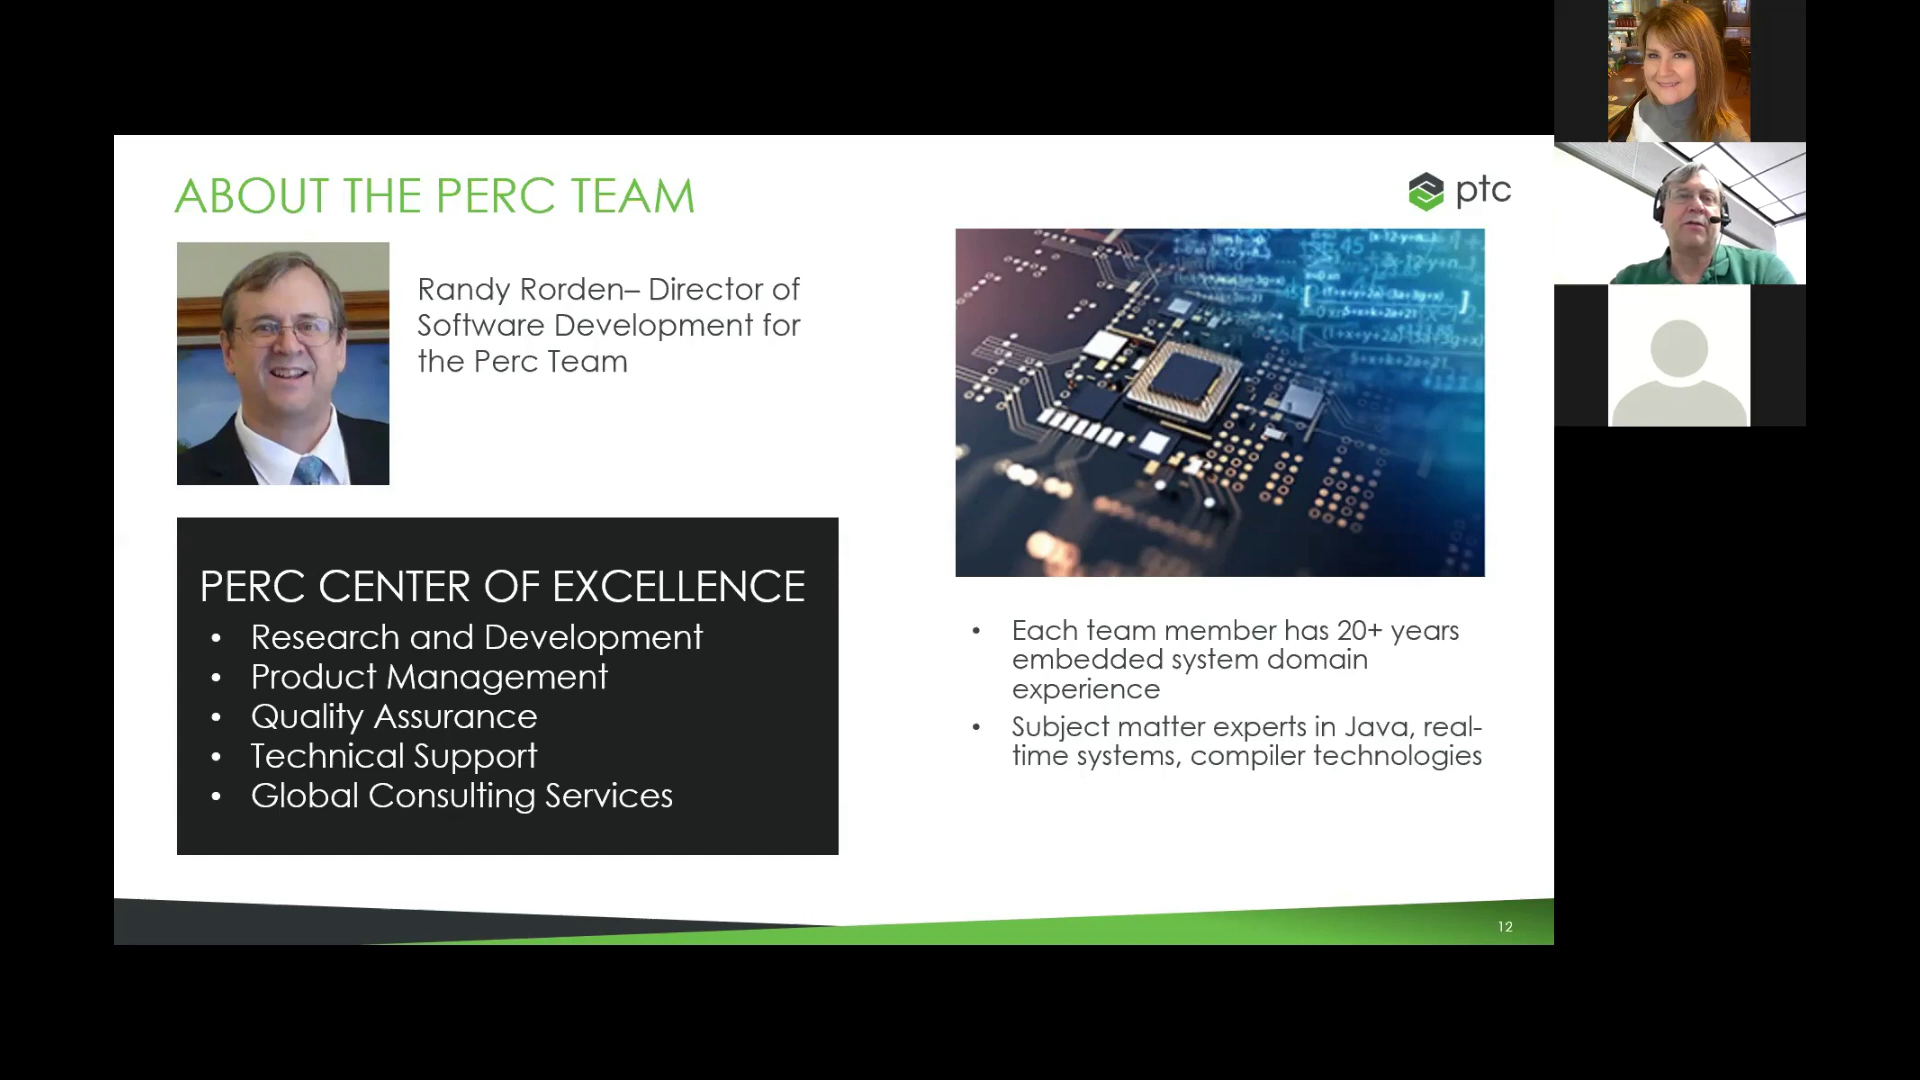 ABOUT THE PERC TEAM
ptc
Randy Rorden– Director of
Software Development for
the Perc Team
PERC CENTER OF EXCELLENCE
• Research and Development
• Product Management
• Quality Assurance
• Technical Support
• Global Consulting Services
• Each team member has 20+ years
embedded system domain
experience
• Subject matter experts in Java, real-
time systems, compiler technologies
12